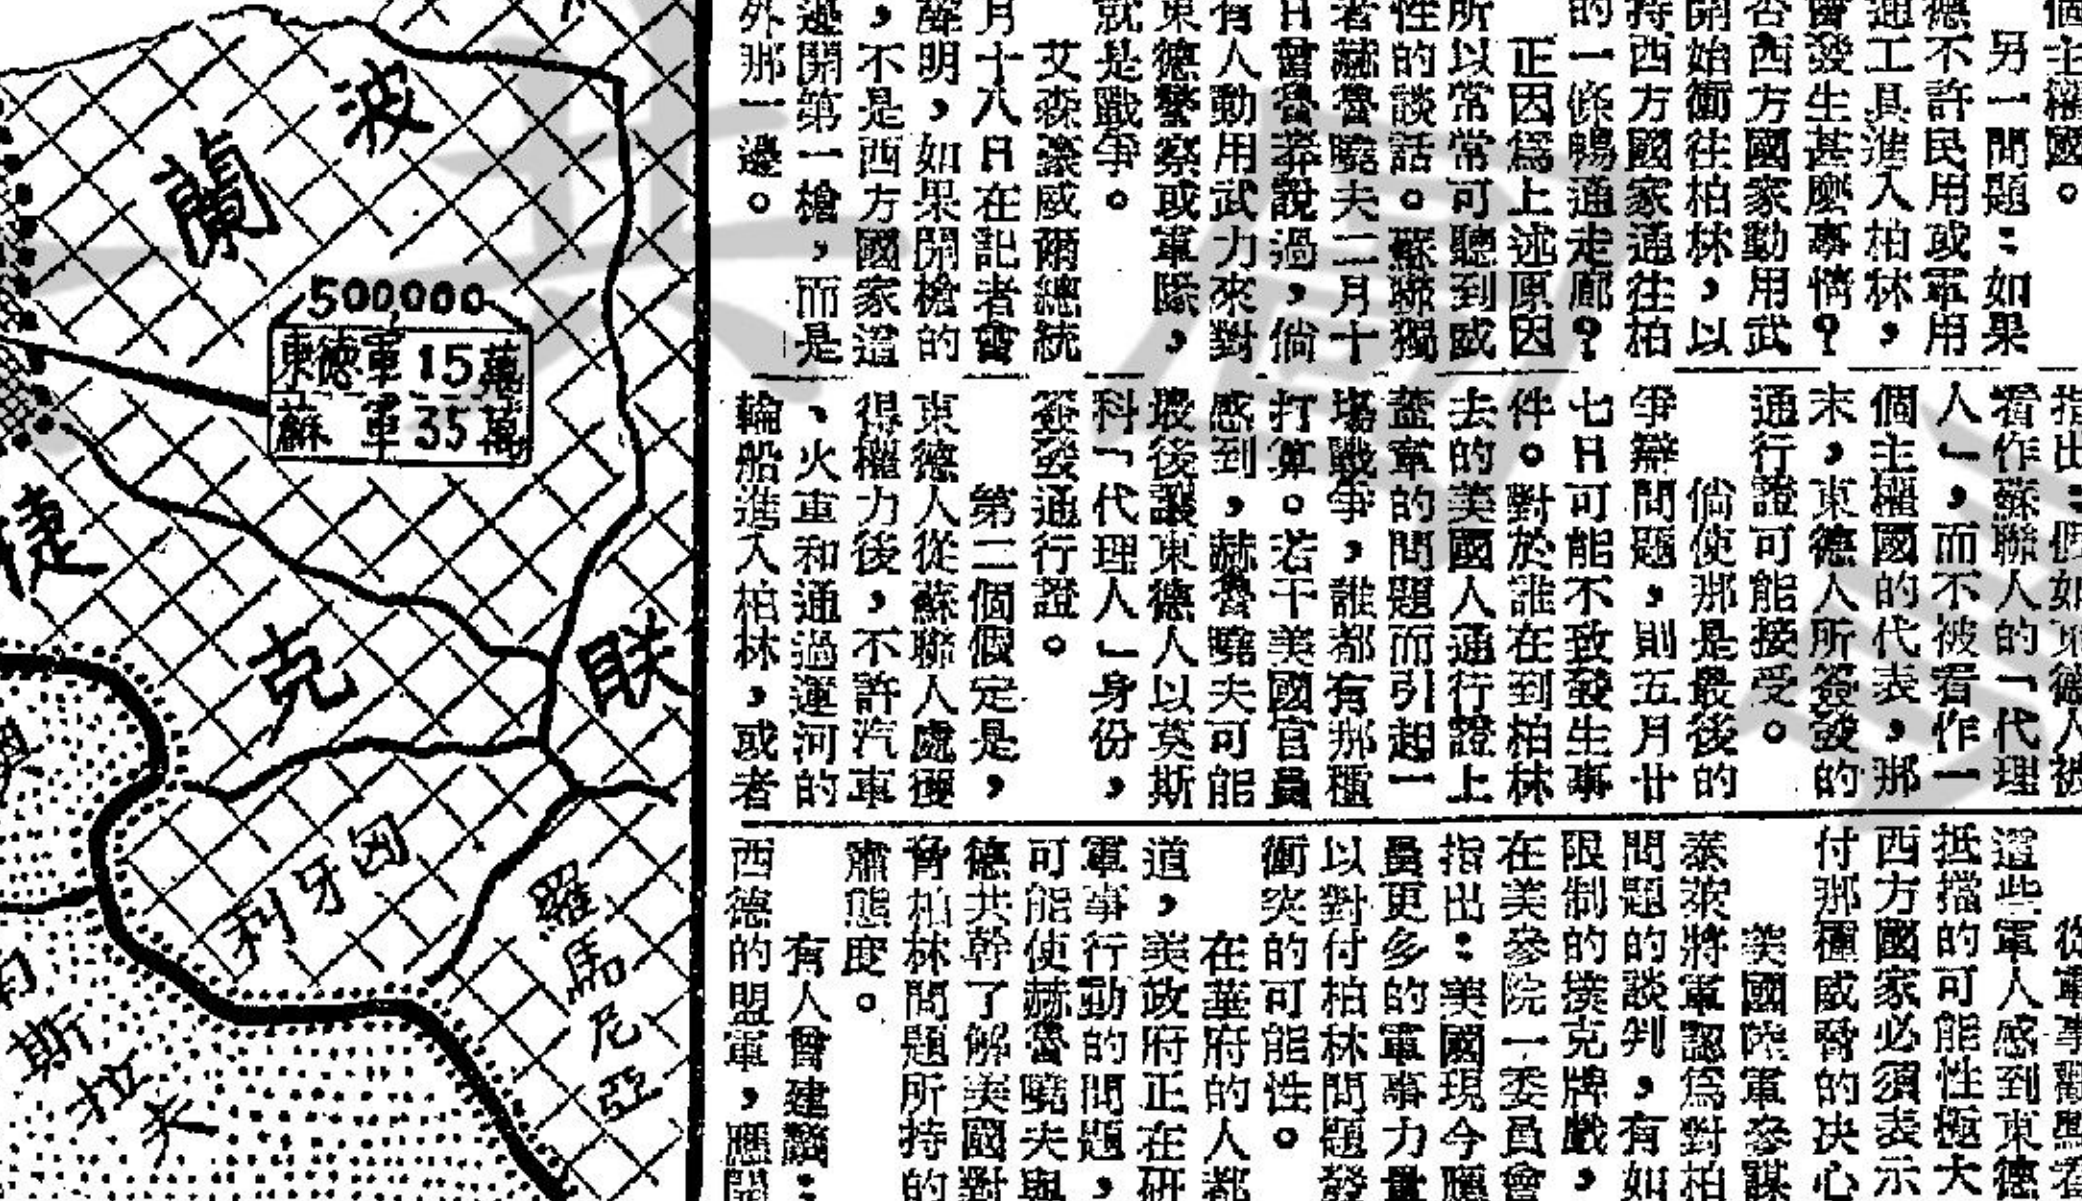 個主權國。
另一問題：如果
德不許民用或軍用
通工具進入柏林，
會發生甚麼事情？
否西方國家動用武
開始衝往柏林，以
持西方國家通往柏
的一條暢通走廊？
正因為上述原因
所以常常可聽到威
性的談話。蘇聯獨
者赫魯曉夫二月十
日曾魯莽說過，倘
有人動用武力來對
東德警察或軍隊，
就是戰爭。
艾森豪威爾總統
月十八日在記者會
聲明，如果開槍的
，不是西方國家這
邊開第一槍，而是
外那一邊。
指出：假如東德人被
看作蘇聯人的「代理
人」，而不被看作一
個主權國的代表，那
末，東德人所簽發的
通行證可能接受。
倘使那是最後的
爭辯問題，則五月廿
七日可能不致發生事
件。對於誰在到柏林
去的美國人通行證上
蓋章的問題而引起一
場戰爭，誰都有那種
打算。若干美國官員
感到，赫魯曉夫可能
最後讓東德人以莫斯
科「代理人」身份，
簽發通行證。
第二個假定是，
東德人從蘇聯人處獲
得權力後，不許汽車
、火車和通過運河的
輪船進入柏林，或者
從軍事觀點看
這些軍人感到東德
抵擋的可能性極大
西方國家必須表示
付那種威脅的决心
美國陸軍參謀
泰萊將軍認為對柏
問題的談判，有如
限制的撲克牌戲，
在美參院一委員會
指出：美國現今應
量更多的軍事力量
以對付柏林問題發
衝突的可能性。
在華府的人都
道，美政府正在研
軍事行動的問題，
可能使赫魯曉夫與
德共幹了解美國對
脅柏林問題所持的
肅態度。
有人曾建議：
西德的盟軍，應開
波蘭
500000
東德軍15萬
蘇軍35萬
捷克
联
匈牙利
羅馬尼亞
斯拉夫